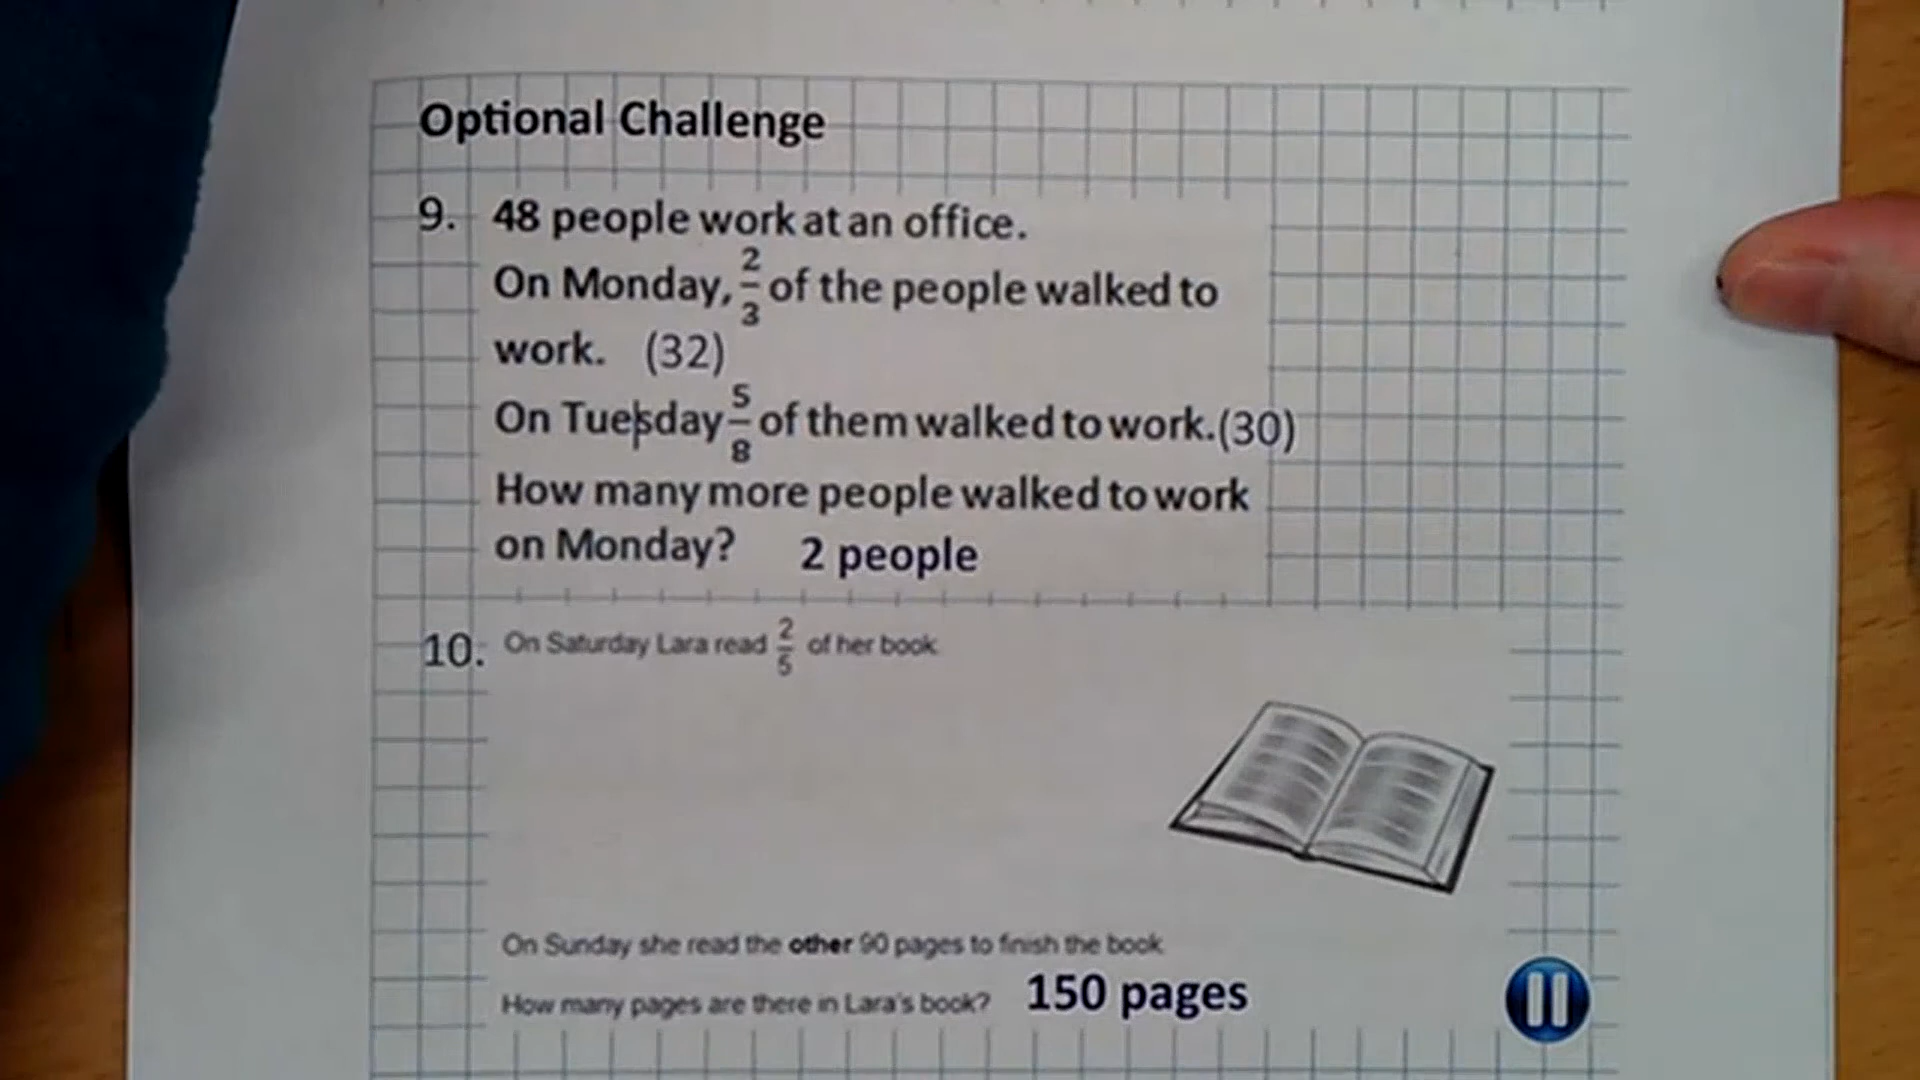 Optional Challenge
9. 48 people work at an office.
On Monday, 2/3 of the people walked to
work. (32)
On Tuesday 5/8 of them walked to work.(30)
How many more people walked to work
on Monday? 2 people
10. On Saturday Lara read 2/5 of her book.
On Sunday she read the other 90 pages to finish the book.
How many pages are there in Lara's book? 150 pages